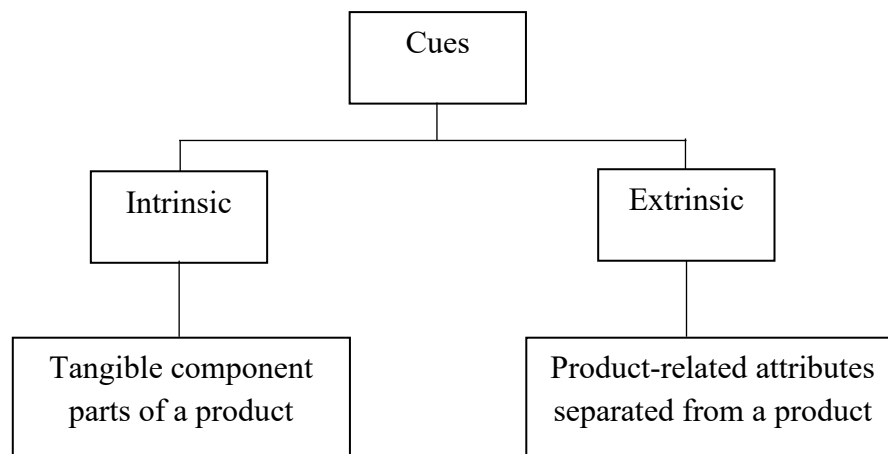 Cues
Intrinsic
Extrinsic
Tangible component
parts of a product
Product-related attributes
separated from a product